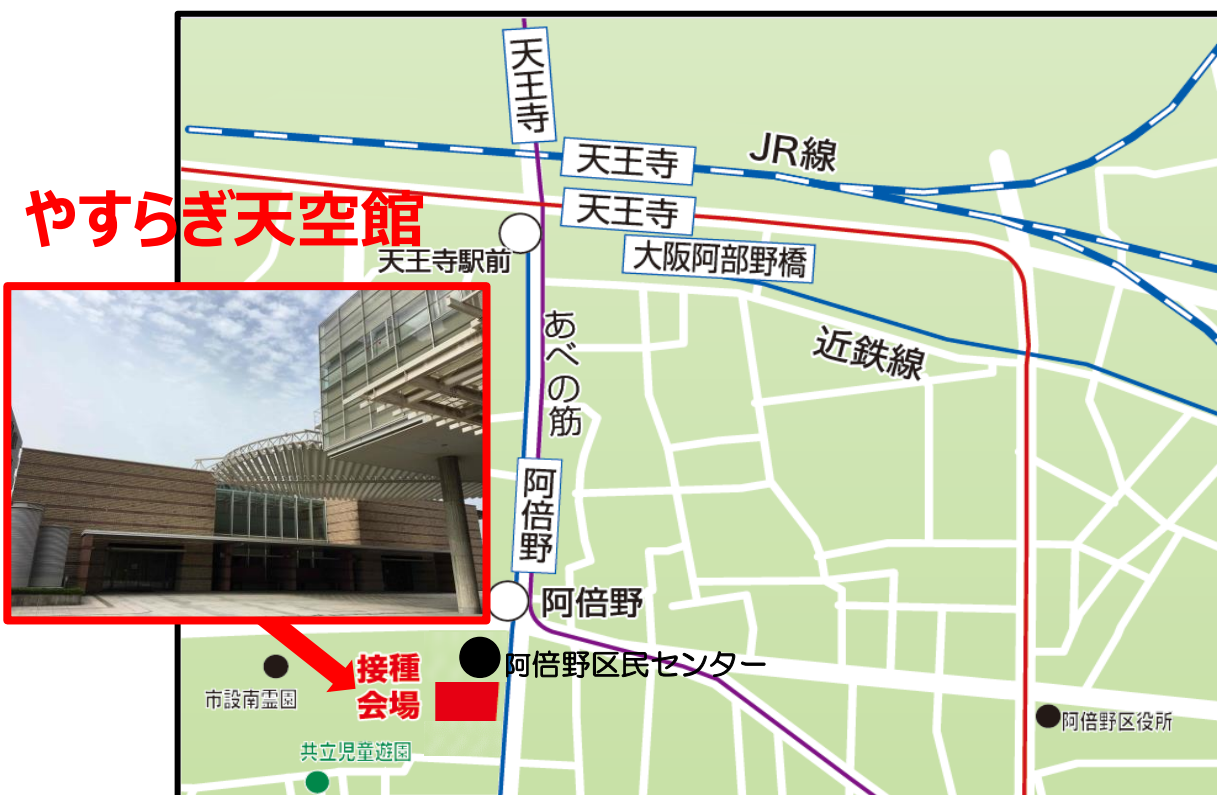 天王寺
天王寺
JR線
天王寺
やすらぎ天空館
天王寺駅前
大阪阿部野橋
あべの筋
近鉄線
阿倍野
阿倍野
阿倍野区民センター
接種
会場
市設南霊園
阿倍野区役所
共立児童遊園